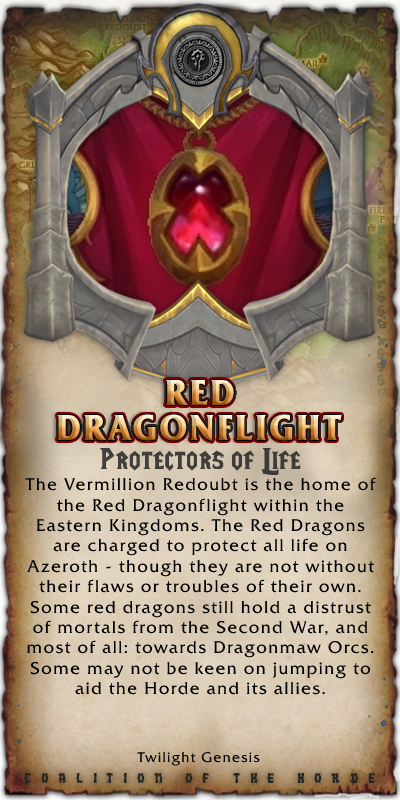 RED
DRAGONFLIGHT
PROTECTORS OF LIFE
The Vermillion Redoubt is the home of
the Red Dragonflight within the
Eastern Kingdoms. The Red Dragons
are charged to protect all life on
Azeroth - though they are not without
their flaws or troubles of their own.
Some red dragons still hold a distrust
of mortals from the Second War, and
most of all: towards Dragonmaw Orcs.
Some may not be keen on jumping to
aid the Horde and its allies.
Twilight Genesis
COALITION OF THE HORDE